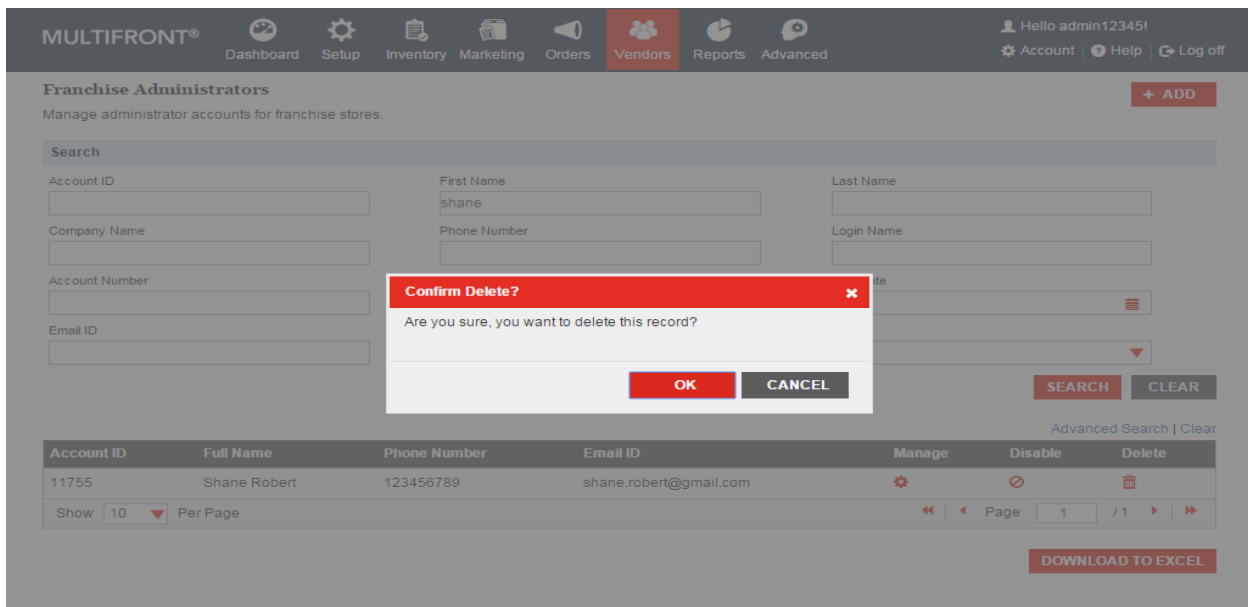 MULTIFRONT®
Dashboard Setup Inventory Marketing Orders Vendors Reports Advanced
Hello admin12345!
Account | Help | Log off
Franchise Administrators
+ ADD
Manage administrator accounts for franchise stores.
Search
Account ID First Name Last Name
shane
Company Name Phone Number Login Name
Account Number
Confirm Delete?
Are you sure, you want to delete this record?
Email ID
OK CANCEL
SEARCH CLEAR
Advanced Search | Clear
Account ID Full Name Phone Number Email ID Manage Disable Delete
11755 Shane Robert 123456789 shane.robert@gmail.com
Show 10 Per Page Page 1 / 1
DOWNLOAD TO EXCEL